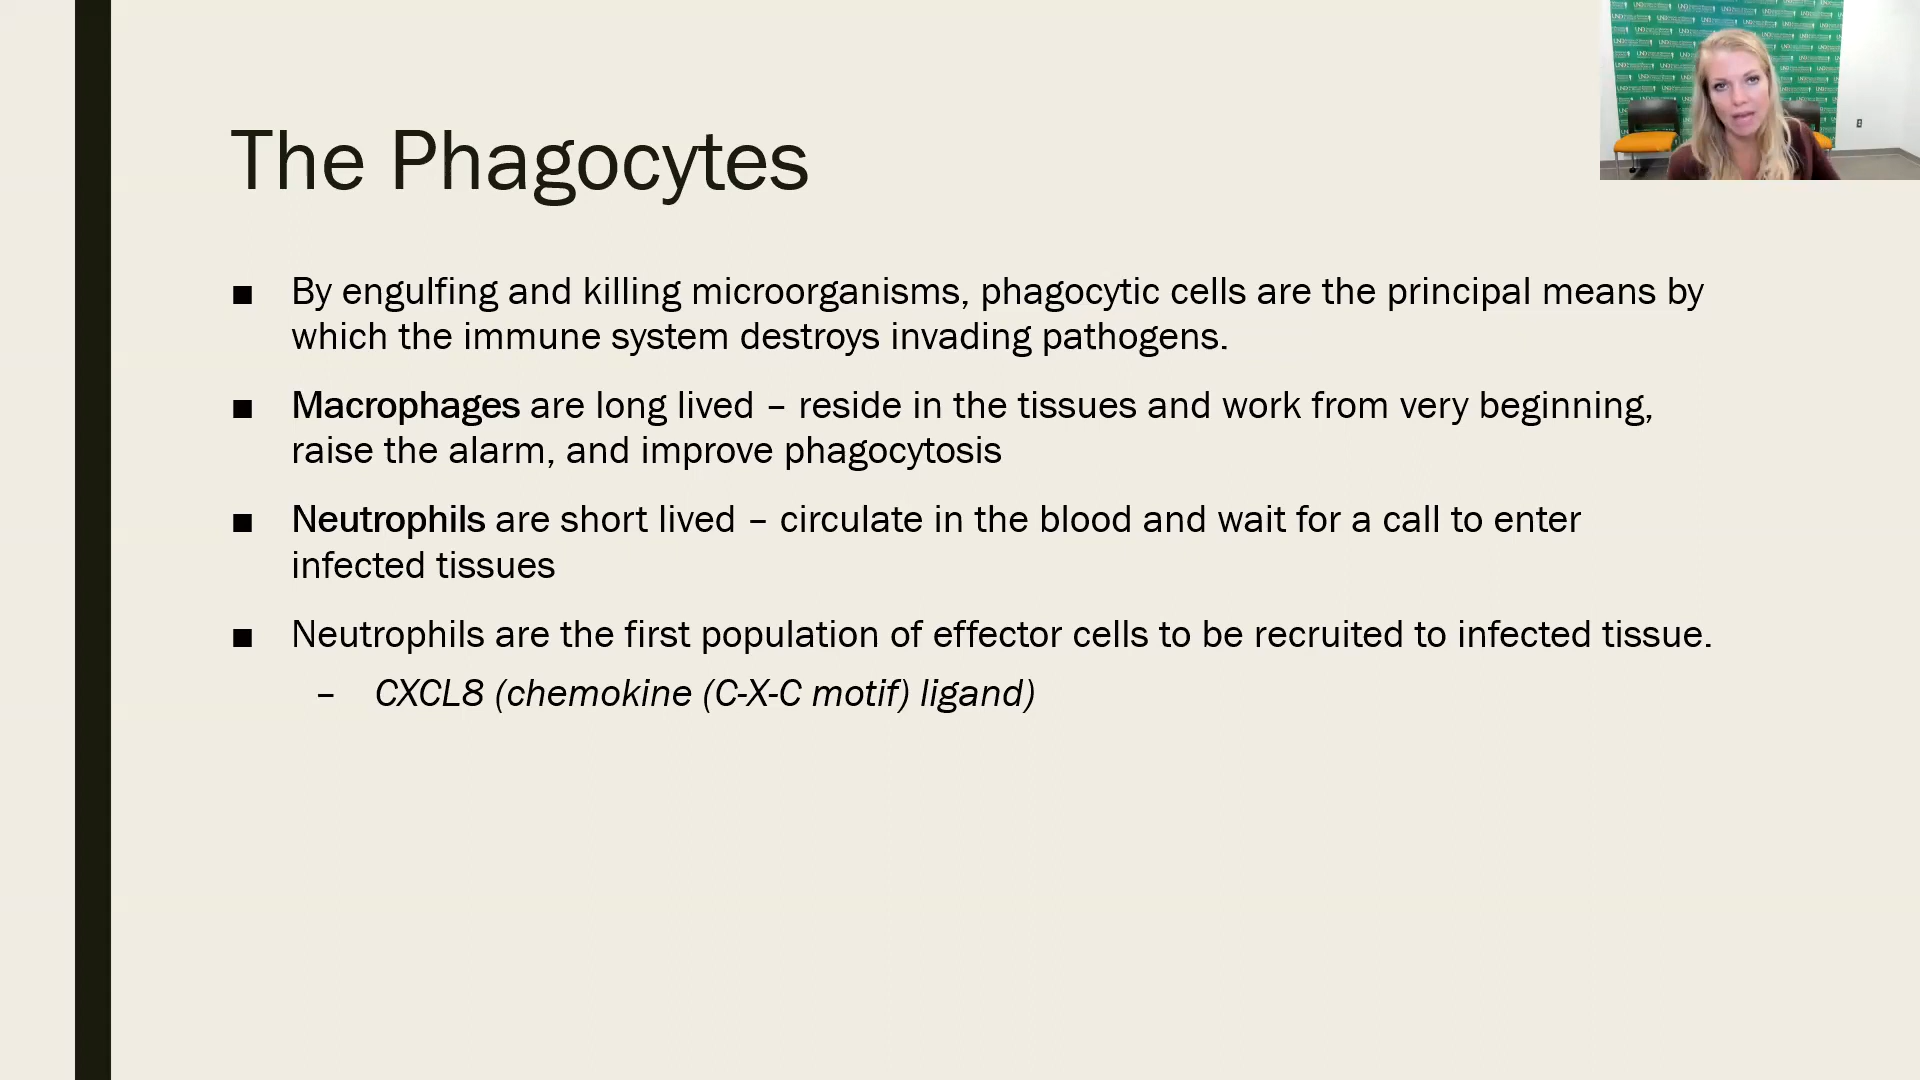 The Phagocytes
■ By engulfing and killing microorganisms, phagocytic cells are the principal means by
which the immune system destroys invading pathogens.
■ Macrophages are long lived – reside in the tissues and work from very beginning,
raise the alarm, and improve phagocytosis
■ Neutrophils are short lived – circulate in the blood and wait for a call to enter
infected tissues
■ Neutrophils are the first population of effector cells to be recruited to infected tissue.
– CXCL8 (chemokine (C-X-C motif) ligand)